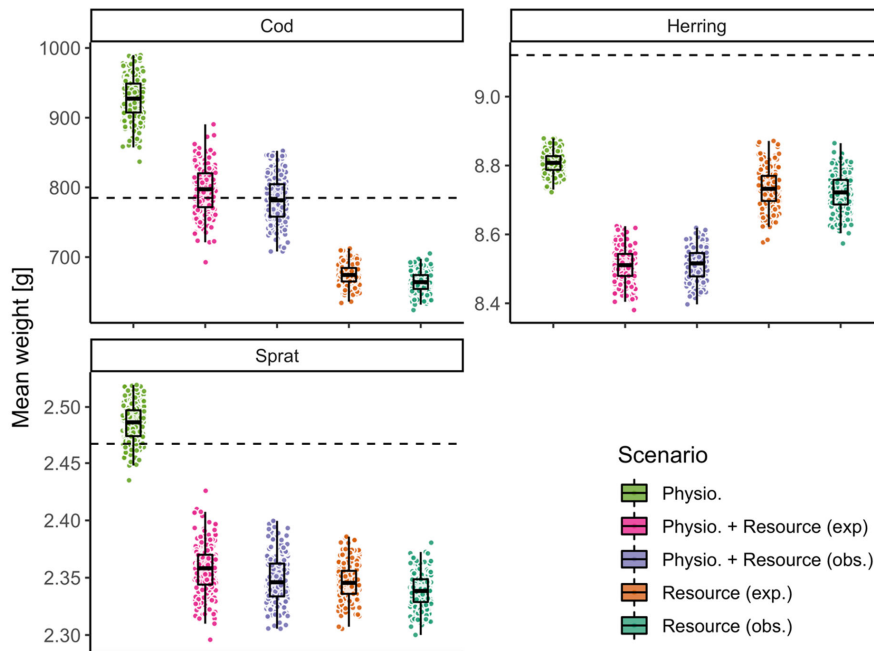 Cod
Herring
Mean weight [g]
1000
900
800
700
9.0
8.8
8.6
8.4
Sprat
2.50
2.45
2.40
2.35
2.30
Scenario
Physio.
Physio. + Resource (exp)
Physio. + Resource (obs.)
Resource (exp.)
Resource (obs.)